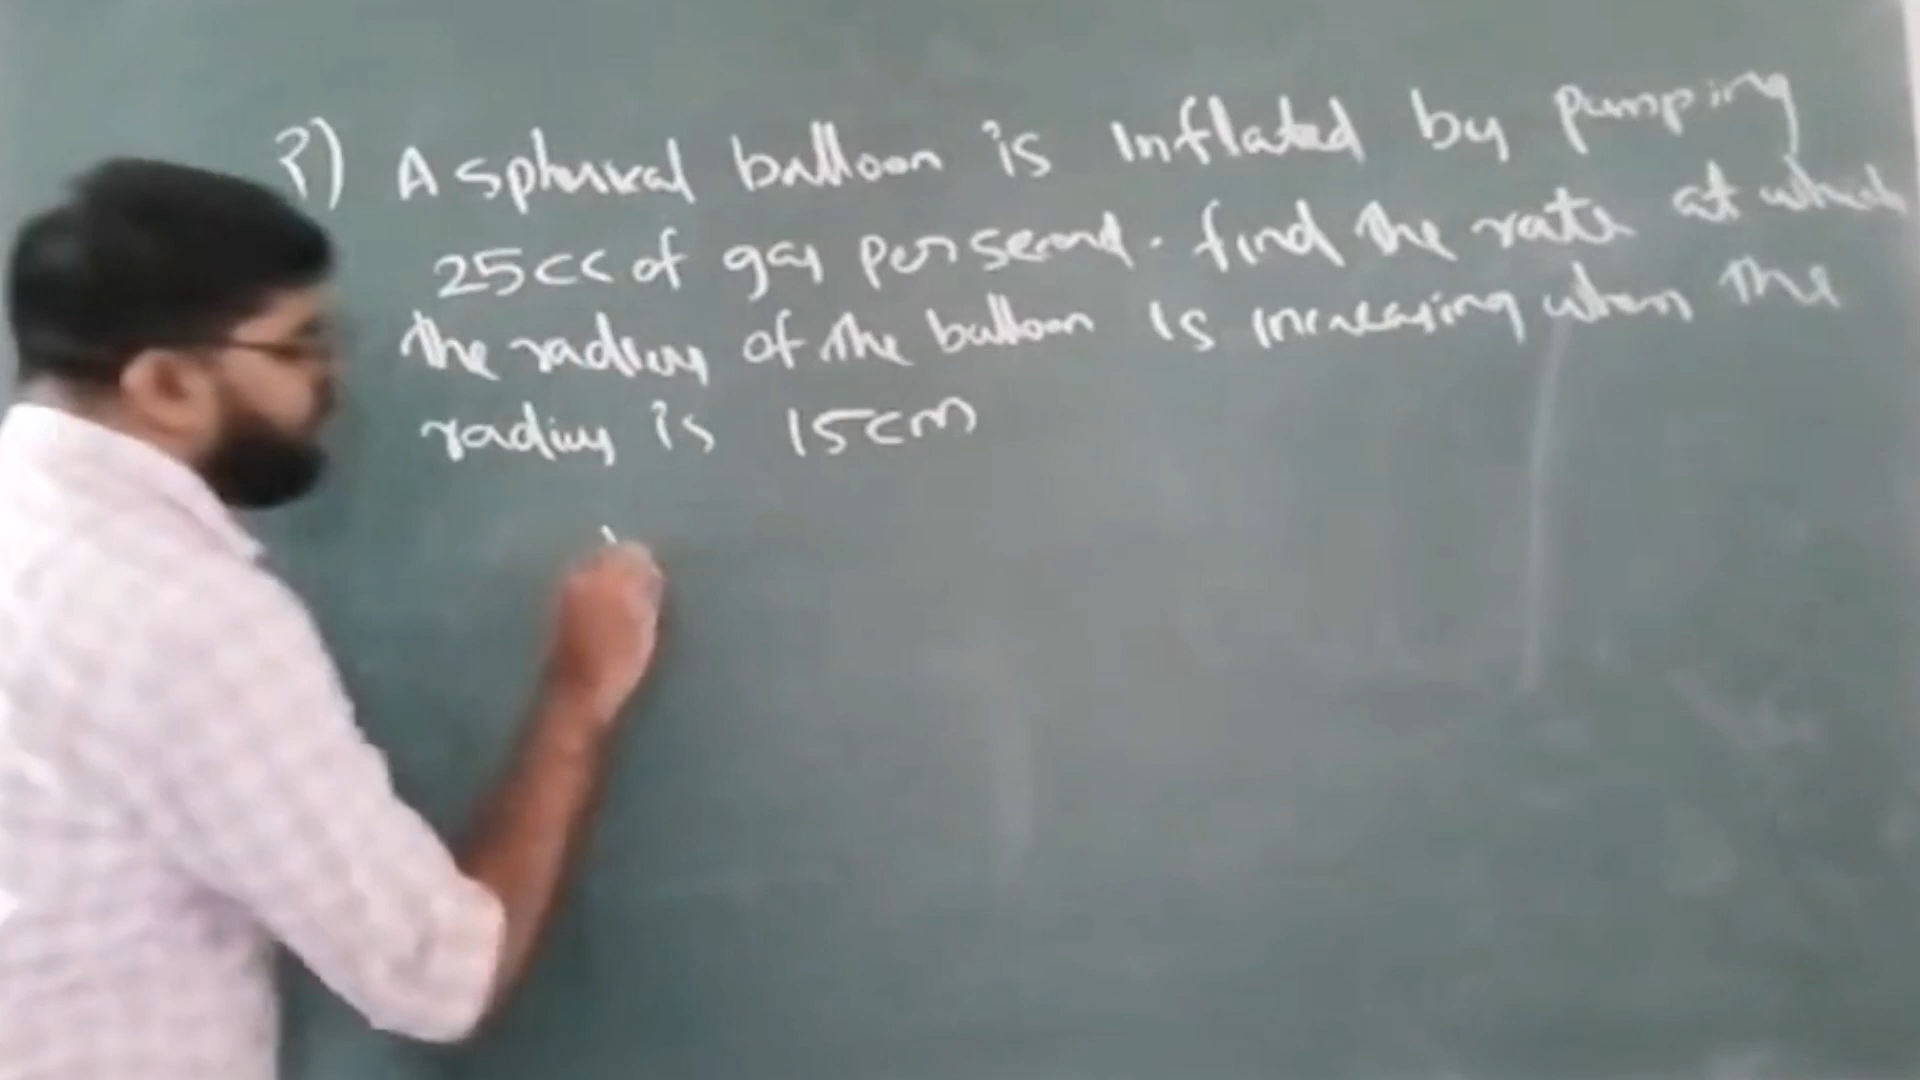 ?) A spherical balloon is Inflated by pumping
25cc of gas per second. find the rate at which
the radius of the balloon is increasing when the
radius is 15cm